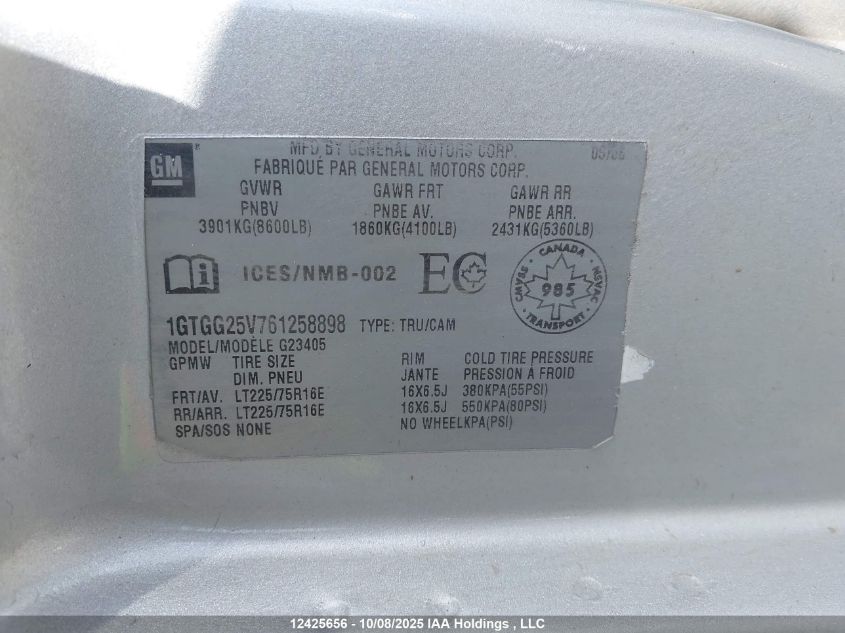 GM
MFD BY GENERAL MOTORS CORP.
FABRIQUÉ PAR GENERAL MOTORS CORP.
GVWR GAWR FRT GAWR RR
PNBV PNBE AV. PNBE ARR.
3901KG(8600LB) 1860KG(4100LB) 2431KG(5360LB)
i ICES/NMB-002 EC
CANADA
NSVAC
TRANSPORT
CMVSS
985
1GTGG25V761258898 TYPE: TRU/CAM
MODEL/MODÈLE G23405
GPMW TIRE SIZE RIM COLD TIRE PRESSURE
DIM. PNEU JANTE PRESSION A FROID
FRT/AV. LT225/75R16E 16X6.5J 380KPA(55PSI)
RR/ARR. LT225/75R16E 16X6.5J 550KPA(80PSI)
SPA/SOS NONE NO WHEELKPA(PSI)
12425656 - 10/08/2025 IAA Holdings , LLC